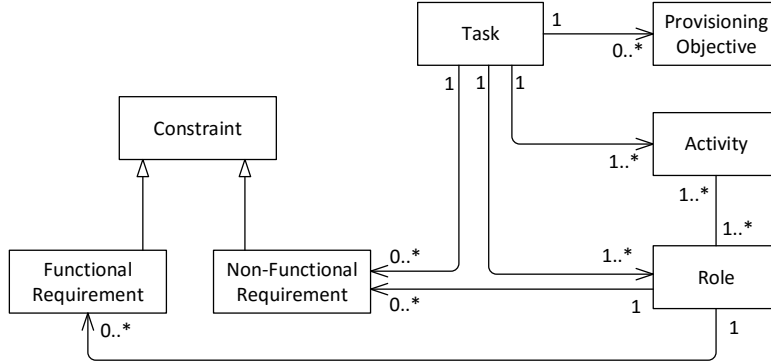 Task
1
Provisioning
Objective
0..*
1
1
1
Constraint
Activity
1..*
1..*
1..*
Functional
Requirement
Non-Functional
Requirement
0..*
1..*
Role
0..*
1
0..*
1